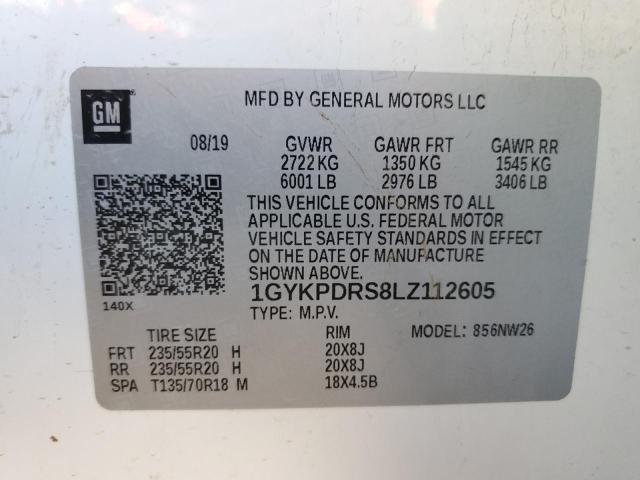 GM
MFD BY GENERAL MOTORS LLC
08/19 GVWR GAWR FRT GAWR RR
2722 KG 1350 KG 1545 KG
6001 LB 2976 LB 3406 LB
THIS VEHICLE CONFORMS TO ALL
APPLICABLE U.S. FEDERAL MOTOR
VEHICLE SAFETY STANDARDS IN EFFECT
ON THE DATE OF MANUFACTURE
SHOWN ABOVE.
140X
1GYKPDRS8LZ112605
TYPE: M.P.V.
TIRE SIZE RIM MODEL: 856NW26
FRT 235/55R20 H 20X8J
RR 235/55R20 H 20X8J
SPA T135/70R18 M 18X4.5B